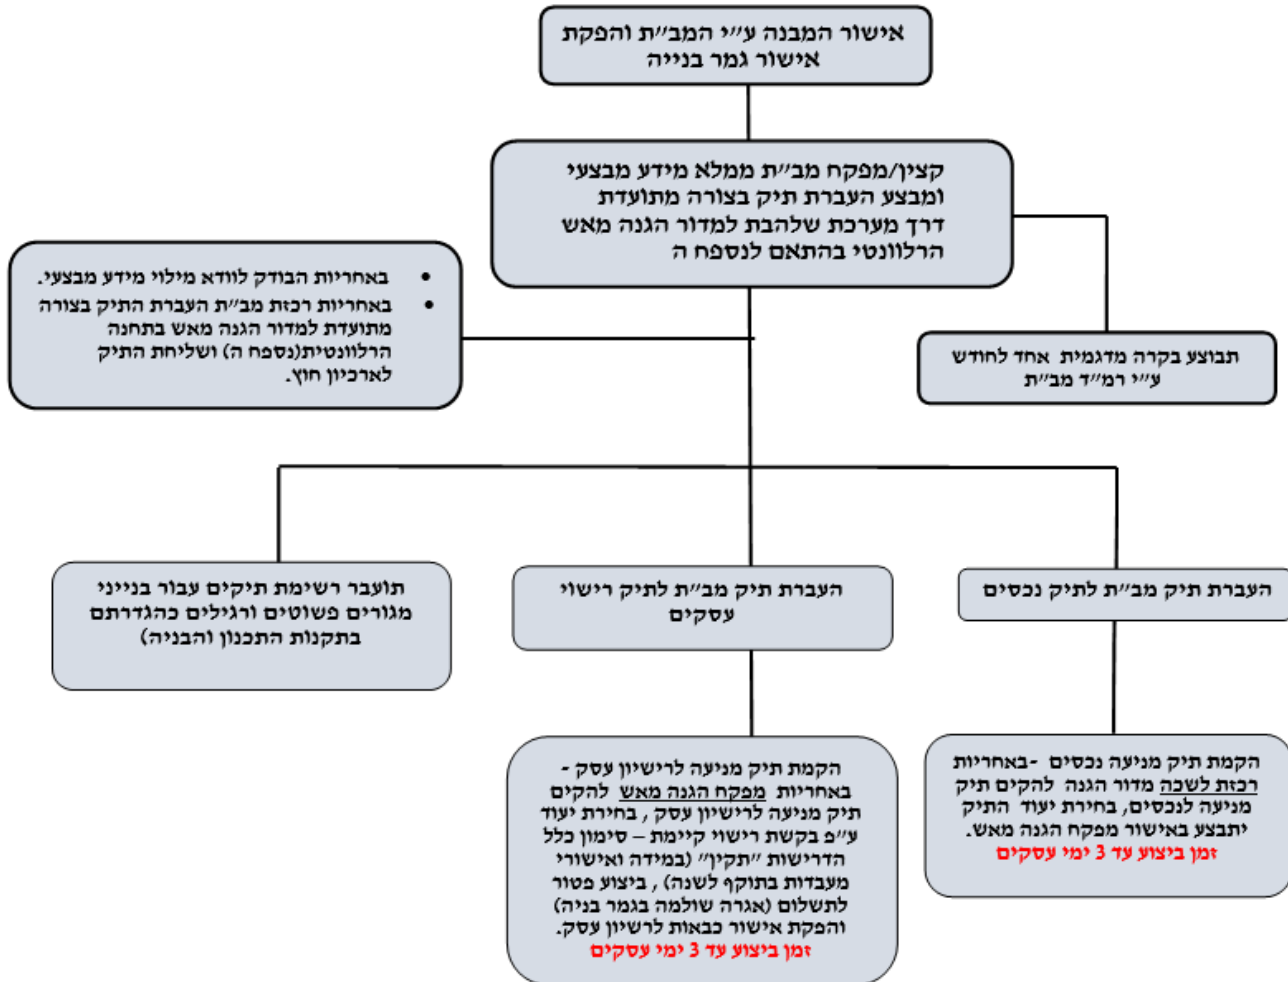 אישור המבנה ע״י המב״ת והפקת
אישור גמר בנייה
קצין/מפקח מב״ת ממלא מידע מבצעי
ומבצע העברת תיק בצורה מתועדת
דרך מערכת שלהבת למדור הגנה מאש
הרלוונטי בהתאם לנספח ה
• באחריות הבודק לוודא מילוי מידע מבצעי.
• באחריות רכזת מב״ת העברת התיק בצורה
מתועדת למדור הגנה מאש בתחנה
הרלוונטית(נספח ה) ושליחת התיק
לארכיון חוץ.
תבוצע בקרה מדגמית אחד לחודש
ע״י רמ״ד מב״ת
העברת תיק מב״ת לתיק נכסים
העברת תיק מב״ת לתיק רישוי
עסקים
תועבר רשימת תיקים עבור בנייני
מגורים פשוטים ורגילים כהגדרתם
בתקנות התכנון והבניה)
הקמת תיק מניעה נכסים -באחריות
רכזת לשכה מדור הגנה להקים תיק
מניעה לנכסים, בחירת יעוד התיק
יתבצע באישור מפקח הגנה מאש.
זמן ביצוע עד 3 ימי עסקים
הקמת תיק מניעה לרישיון עסק -
באחריות מפקח הגנה מאש להקים
תיק מניעה לרישיון עסק , בחירת יעוד
ע״פ בקשת רישוי קיימת – סימון כלל
הדרישות ״תקין״ (במידה ואישורי
מעבדות בתוקף לשנה) , ביצוע פטור
לתשלום (אגרה שולמה בגמר בניה)
והפקת אישור כבאות לרשיון עסק.
זמן ביצוע עד 3 ימי עסקים